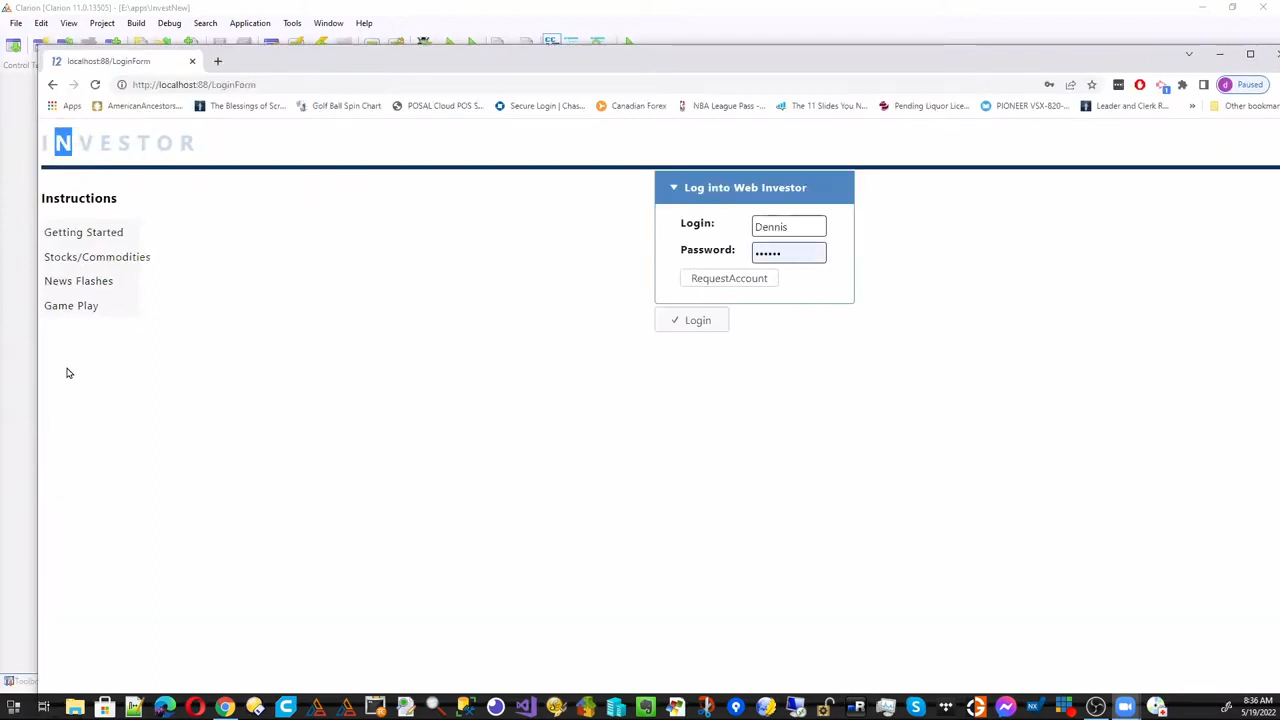 Clarion [Clarion 11.0.13505] - [E:\apps\InvestNew]
File Edit View Project Build Debug Search Application Tools Window Help
Control T
12 localhost:88/LoginForm
http://localhost:88/LoginForm
Paused
Apps AmericanAncestors... The Blessings of Scr... Golf Ball Spin Chart POSAL Cloud POS S... Secure Login | Chas... Canadian Forex NBA League Pass -... The 11 Slides You N... Pending Liquor Lice... PIONEER VSX-820-... Leader and Clerk R... » Other bookma
INVESTOR
Instructions
Getting Started
Stocks/Commodities
News Flashes
Game Play
Log into Web Investor
Login: Dennis
Password: ••••••
RequestAccount
Login
Toolb
8:36 AM
5/19/2022